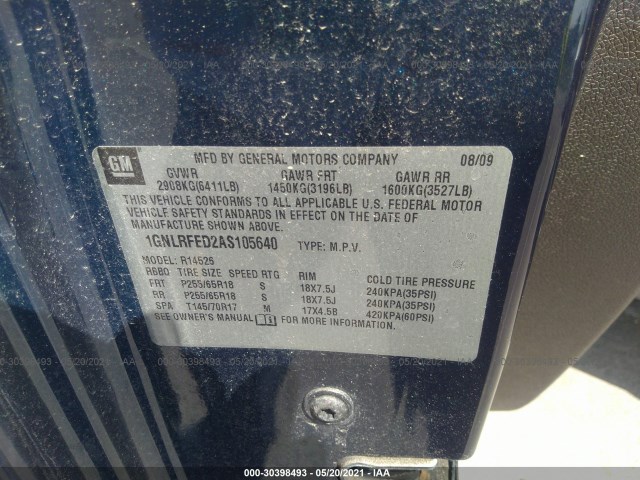 GM
MFD BY GENERAL MOTORS COMPANY 08/09
GVWR GAWR FRT GAWR RR
2908KG(6411LB) 1450KG(3196LB) 1600KG(3527LB)
THIS VEHICLE CONFORMS TO ALL APPLICABLE U.S. FEDERAL MOTOR
VEHICLE SAFETY STANDARDS IN EFFECT ON THE DATE OF
MANUFACTURE SHOWN ABOVE.
1GNLRFED2AS105640 TYPE: M.P.V.
MODEL: R14526
R6BO TIRE SIZE SPEED RTG RIM COLD TIRE PRESSURE
FRT P255/65R18 S 18X7.5J 240KPA(35PSI)
RR P255/65R18 S 18X7.5J 240KPA(35PSI)
SPA T145/70R17 M 17X4.5B 420KPA(60PSI)
SEE OWNER'S MANUAL FOR MORE INFORMATION.
000-30398493 - 05/20/2021 - IAA